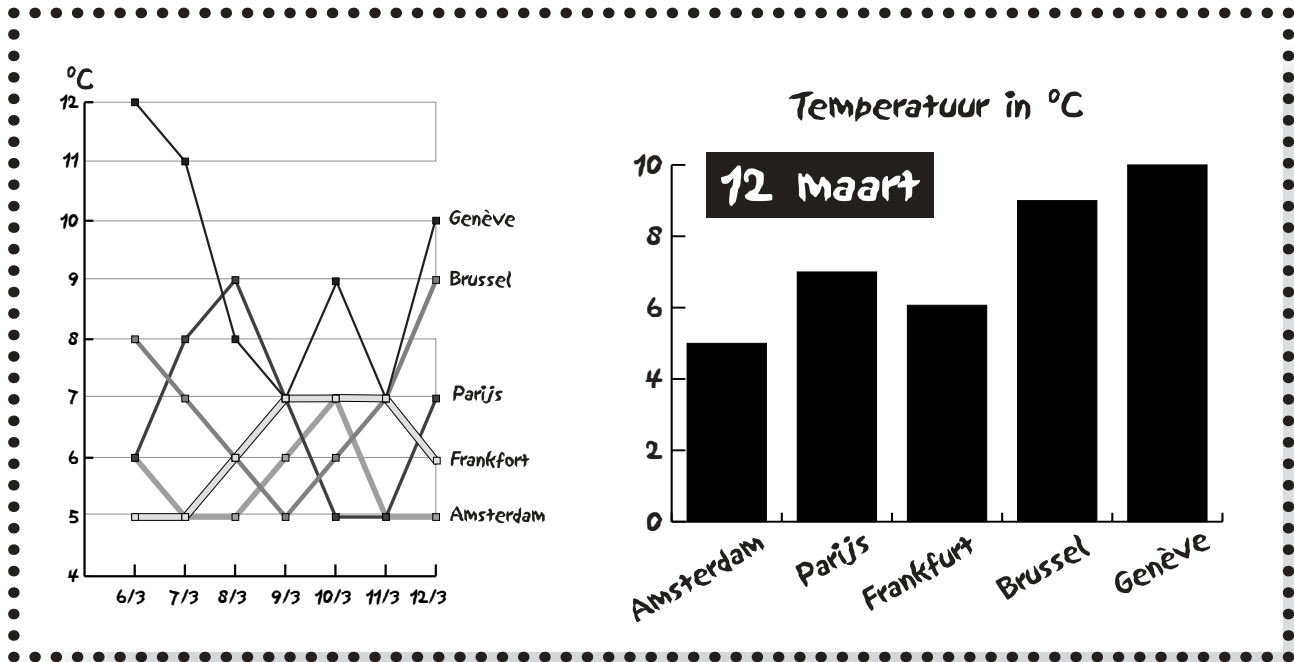 °C
12
11
10
9
8
7
6
5
4
6/3 7/3 8/3 9/3 10/3 11/3 12/3
Genève
Brussel
Parijs
Frankfort
Amsterdam
Temperatuur in °C
12 maart
10
8
6
4
2
0
Amsterdam
Parijs
Frankfurt
Brussel
Genève